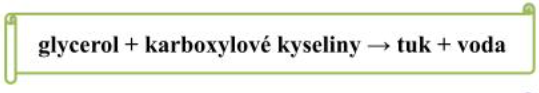 glycerol + karboxylové kyseliny → tuk + voda